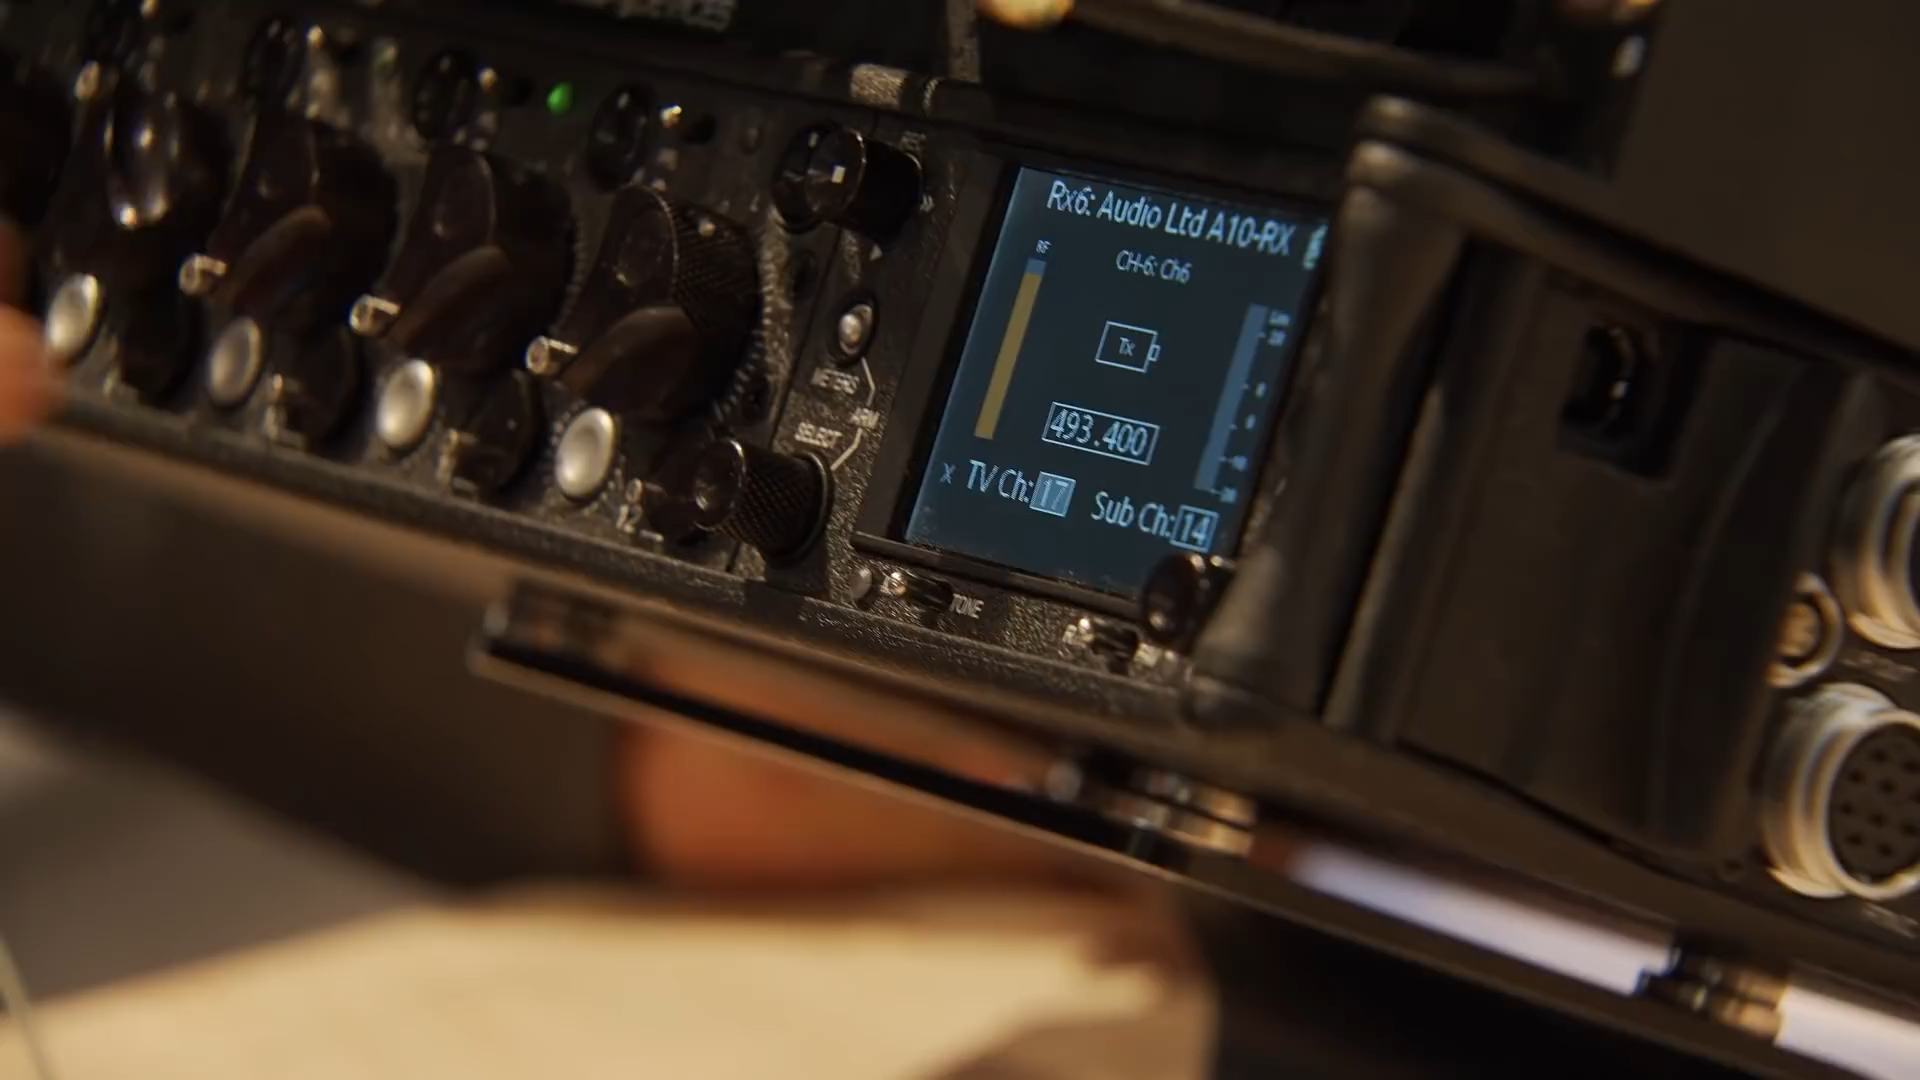 Rx6: Audio Ltd A10-RX
RF
CH-6: Ch6
Tx
493.400
x TV Ch: 17 Sub Ch: 14
METERS
ARM
SELECT
12
TONE